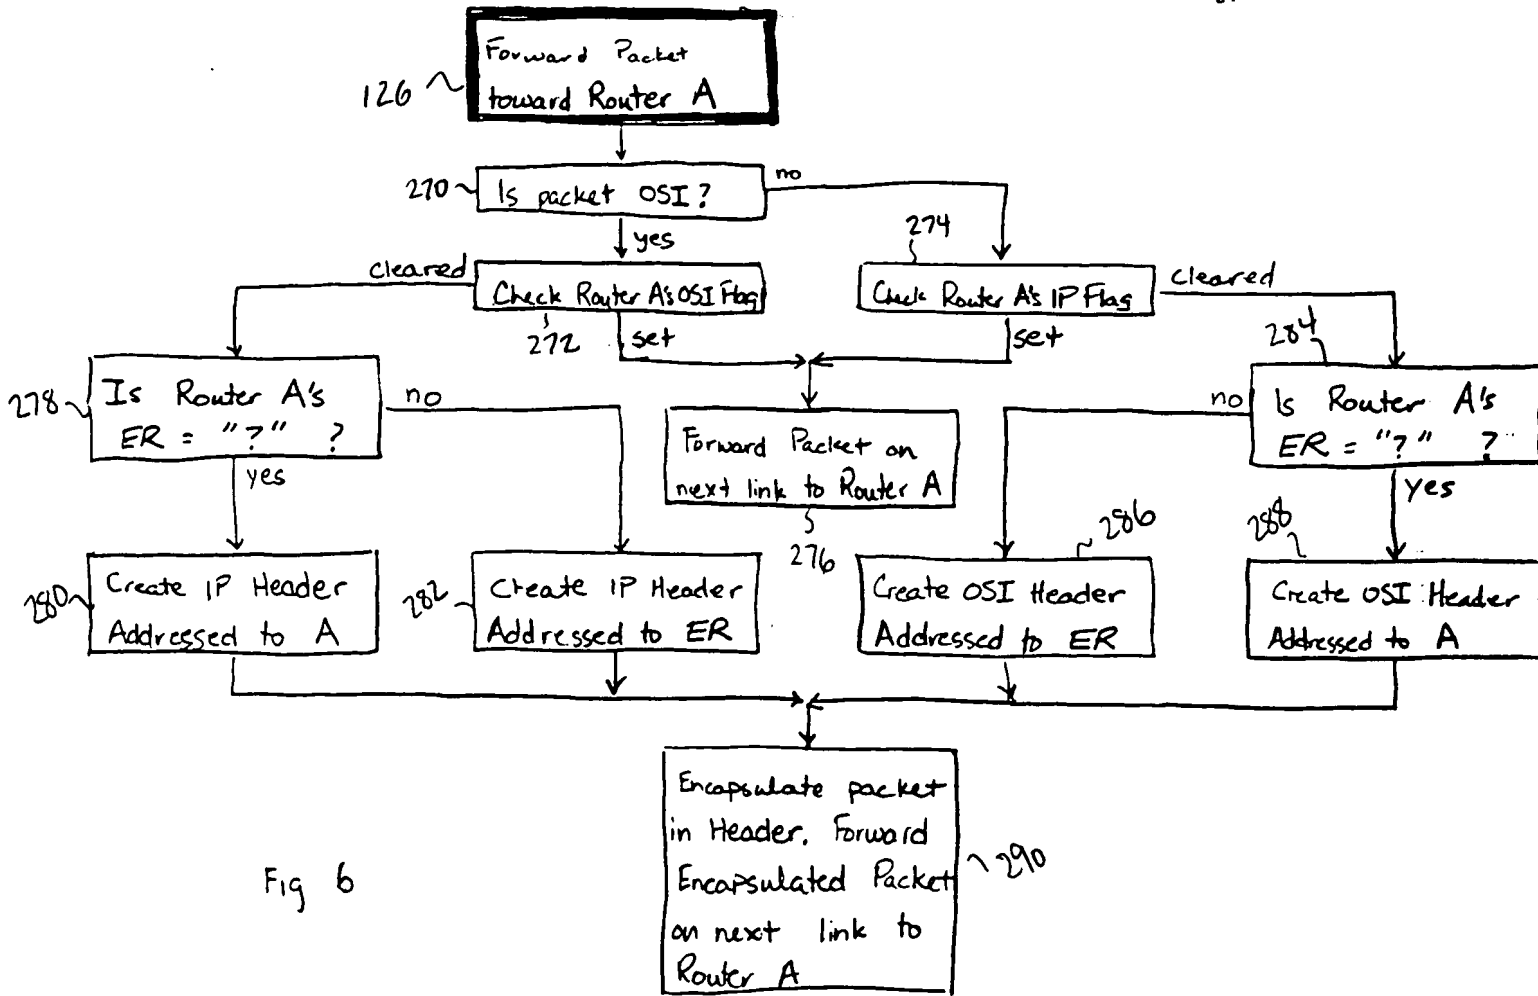 Forward Packet
toward Router A
126
270
Is packet OSI?
no
yes
274
cleared
Check Router A's OSI Flag
Check Router A's IP Flag
cleared
272
set
set
284
278
Is Router A's
ER = "?" ?
no
yes
Forward Packet on
next link to Router A
276
no
Is Router A's
ER = "?" ?
yes
280
Create IP Header
Addressed to A
282
Create IP Header
Addressed to ER
286
Create OSI Header
Addressed to ER
288
Create OSI Header
Addressed to A
Encapsulate packet
in Header. Forward
Encapsulated Packet
on next link to
Router A
290
Fig 6